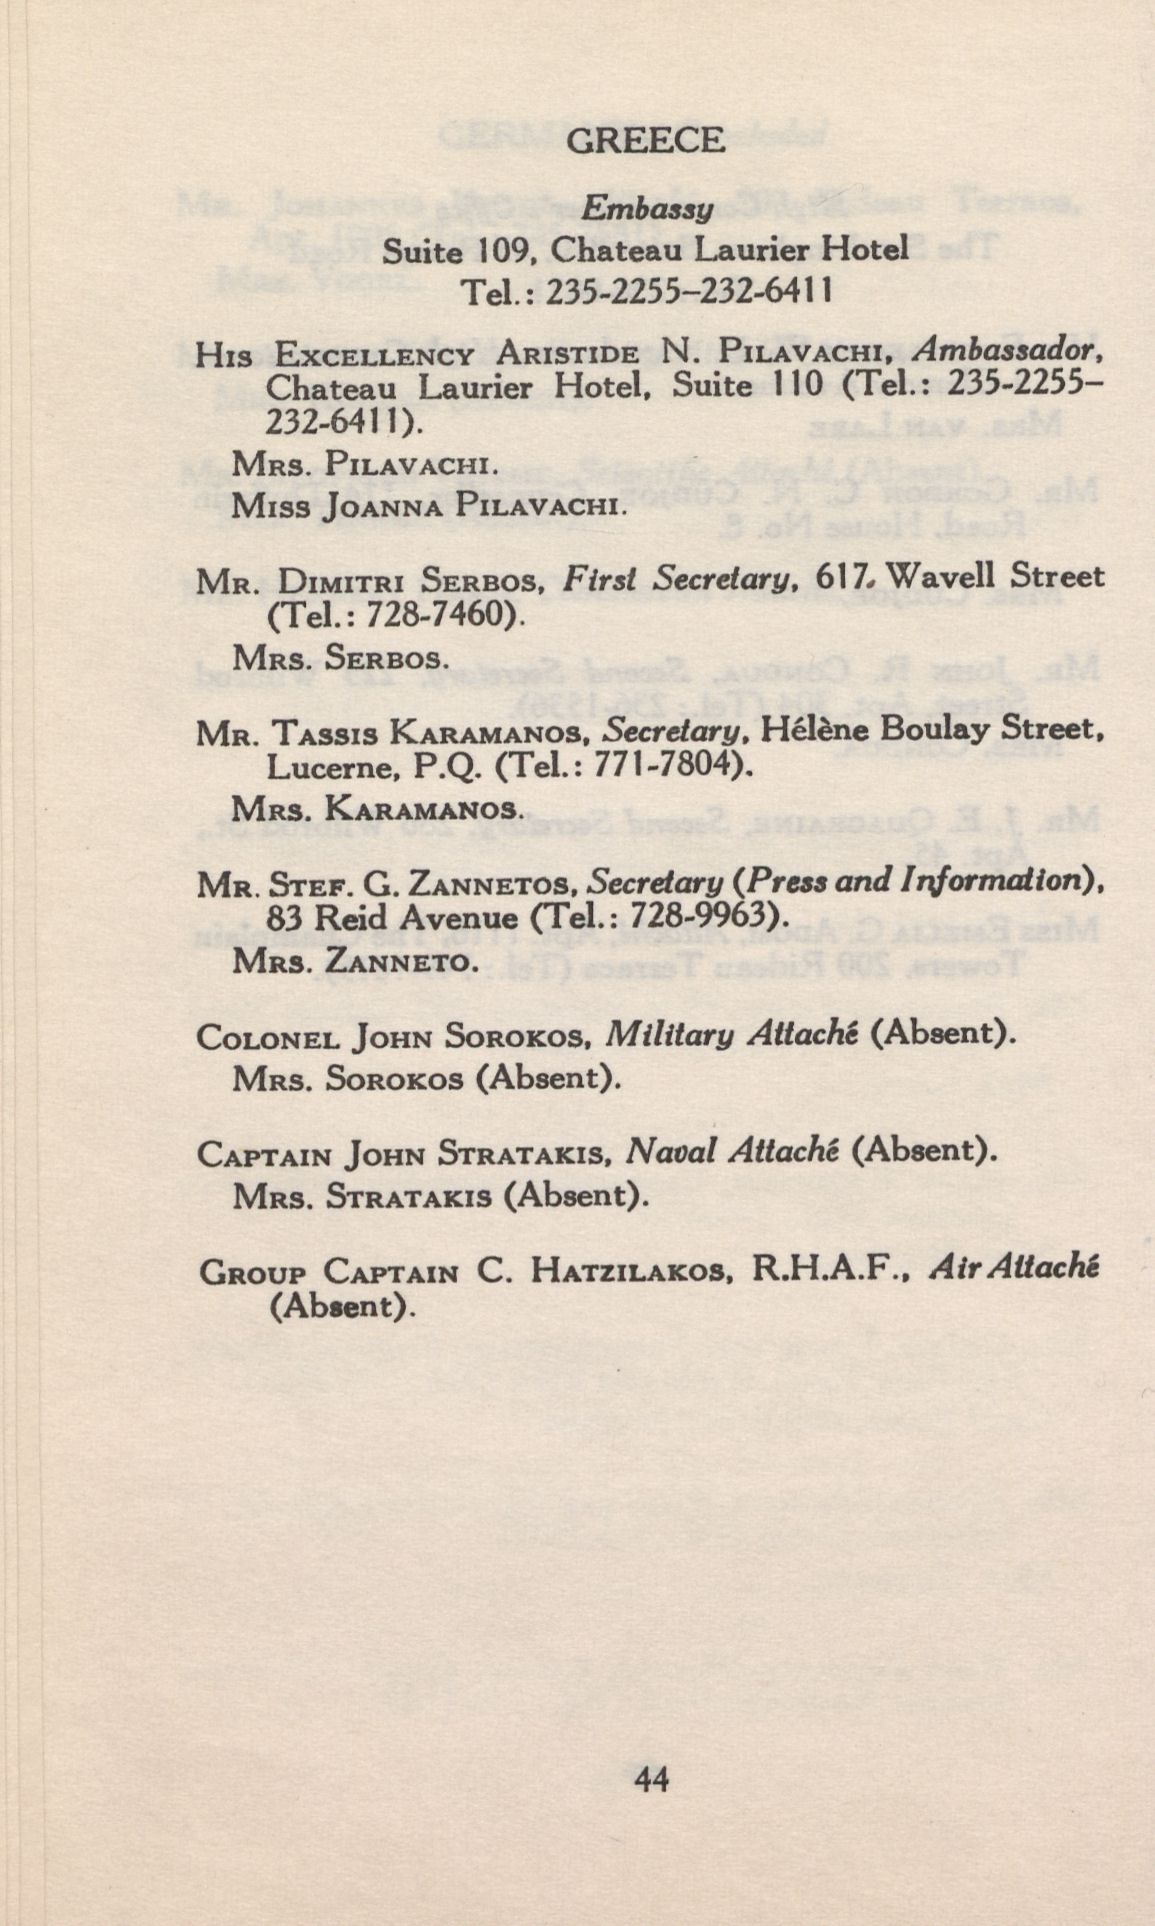 GREECE
Embassy
Suite 109, Chateau Laurier Hotel
Tel.: 235-2255–232-6411
HIS EXCELLENCY ARISTIDE N. PILAVACHI, Ambassador,
Chateau Laurier Hotel, Suite 110 (Tel.: 235-2255–
232-6411).
MRS. PILAVACHI.
MISS JOANNA PILAVACHI.
MR. DIMITRI SERBOS, First Secretary, 617, Wavell Street
(Tel.: 728-7460).
MRS. SERBOS.
MR. TASSIS KARAMANOS, Secretary, Hélène Boulay Street,
Lucerne, P.Q. (Tel.: 771-7804).
MRS. KARAMANOS.
MR. STEF. G. ZANNETOS, Secretary (Press and Information),
83 Reid Avenue (Tel.: 728-9963).
MRS. ZANNETO.
COLONEL JOHN SOROKOS, Military Attaché (Absent).
MRS. SOROKOS (Absent).
CAPTAIN JOHN STRATAKIS, Naval Attaché (Absent).
MRS. STRATAKIS (Absent).
GROUP CAPTAIN C. HATZILAKOS, R.H.A.F., Air Attaché
(Absent).
44